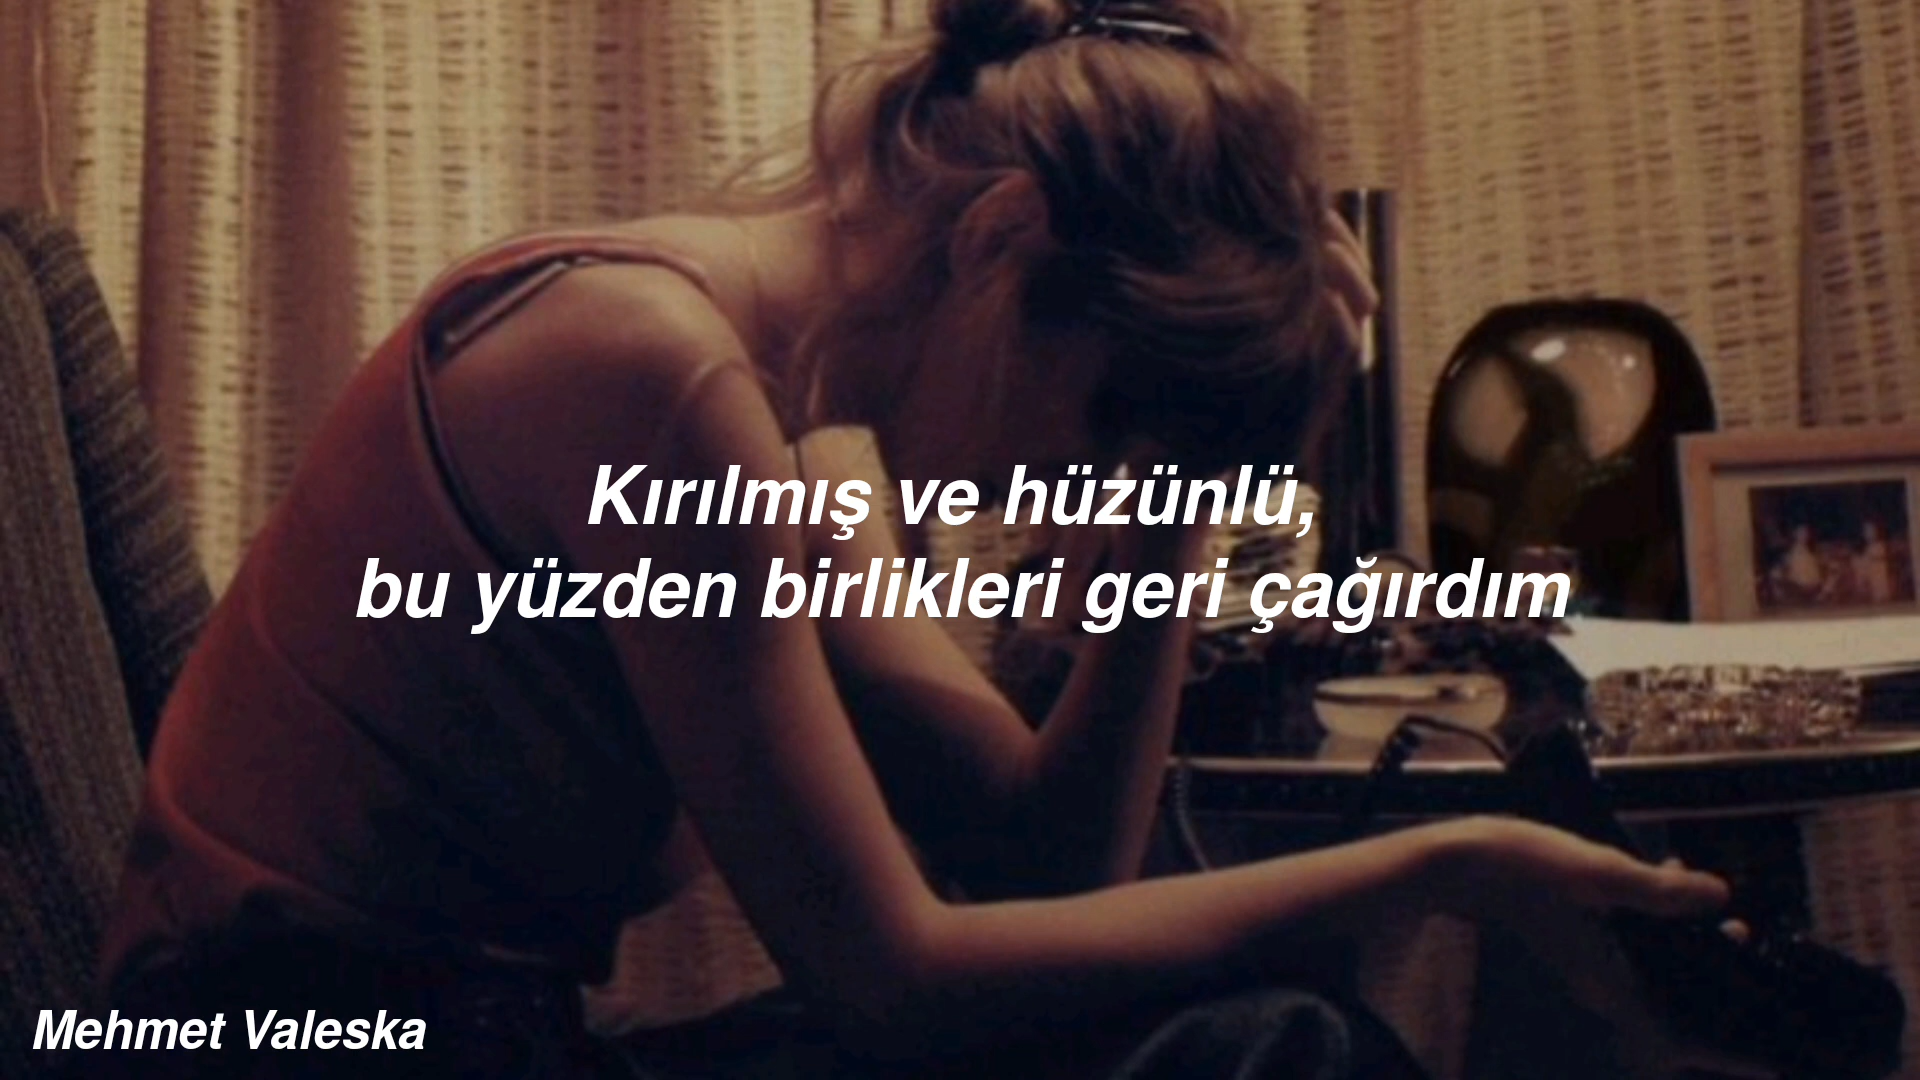 Kırılmış ve hüzünlü,
bu yüzden birlikleri geri çağırdım
Mehmet Valeska